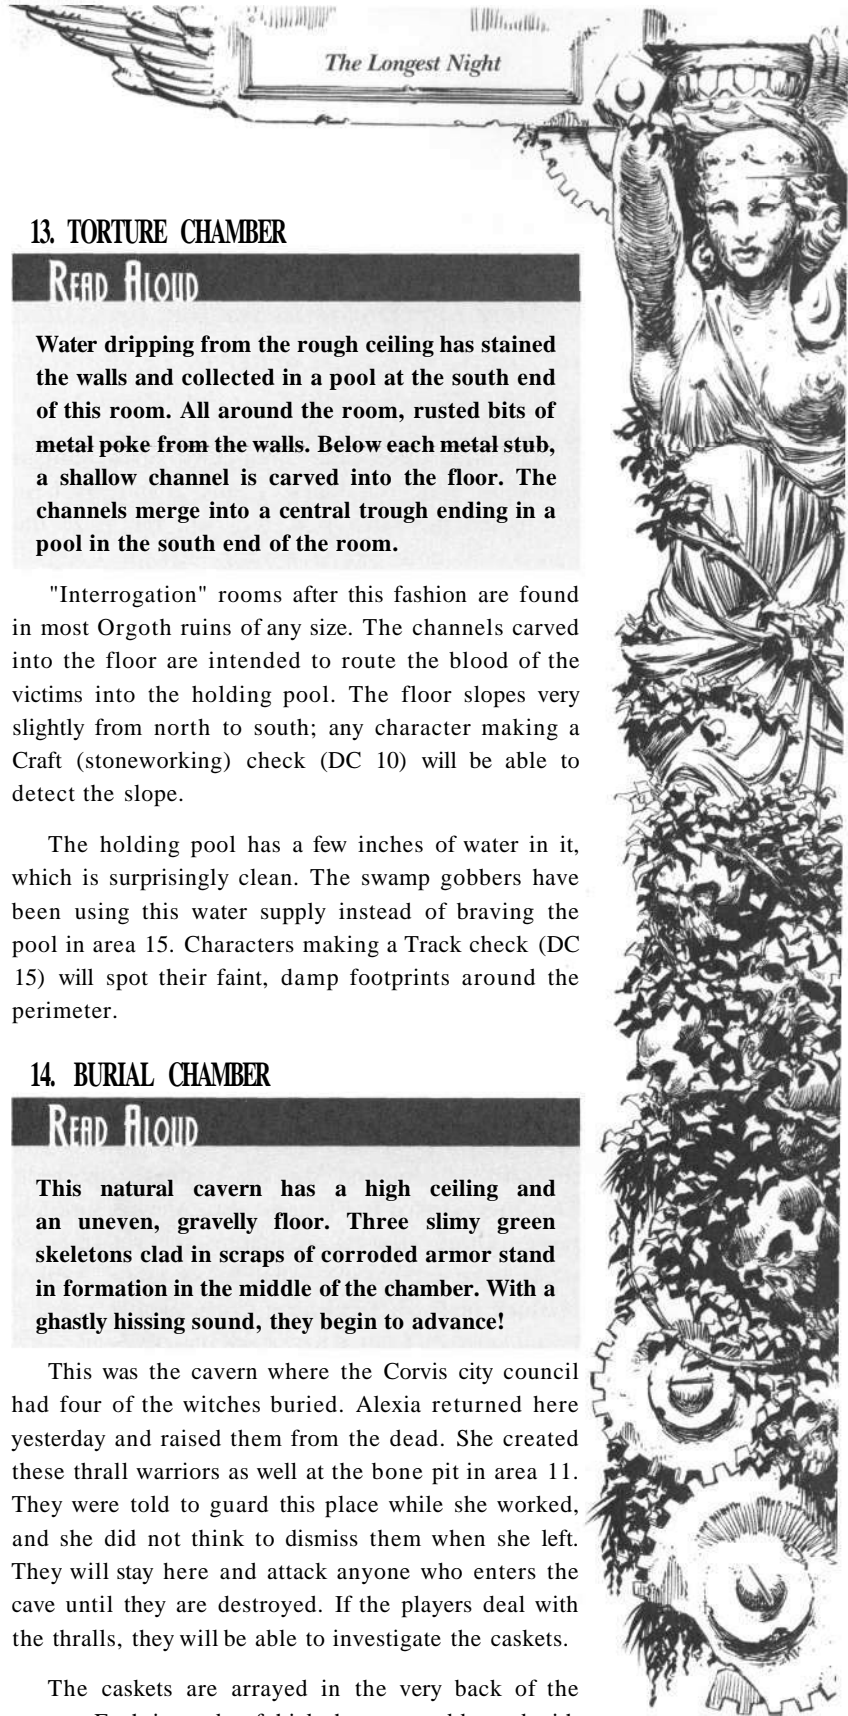 The Longest Night
13. TORTURE CHAMBER
READ ALOUD
Water dripping from the rough ceiling has stained
the walls and collected in a pool at the south end
of this room. All around the room, rusted bits of
metal poke from the walls. Below each metal stub,
a shallow channel is carved into the floor. The
channels merge into a central trough ending in a
pool in the south end of the room.
"Interrogation" rooms after this fashion are found
in most Orgoth ruins of any size. The channels carved
into the floor are intended to route the blood of the
victims into the holding pool. The floor slopes very
slightly from north to south; any character making a
Craft (stoneworking) check (DC 10) will be able to
detect the slope.
The holding pool has a few inches of water in it,
which is surprisingly clean. The swamp gobbers have
been using this water supply instead of braving the
pool in area 15. Characters making a Track check (DC
15) will spot their faint, damp footprints around the
perimeter.
14. BURIAL CHAMBER
READ ALOUD
This natural cavern has a high ceiling and
an uneven, gravelly floor. Three slimy green
skeletons clad in scraps of corroded armor stand
in formation in the middle of the chamber. With a
ghastly hissing sound, they begin to advance!
This was the cavern where the Corvis city council
had four of the witches buried. Alexia returned here
yesterday and raised them from the dead. She created
these thrall warriors as well at the bone pit in area 11.
They were told to guard this place while she worked,
and she did not think to dismiss them when she left.
They will stay here and attack anyone who enters the
cave until they are destroyed. If the players deal with
the thralls, they will be able to investigate the caskets.
The caskets are arrayed in the very back of the